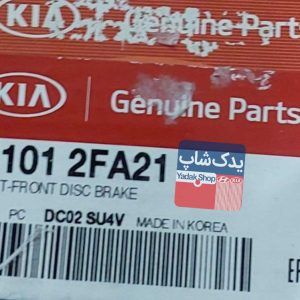 KIA Genuine Part
KIA Genuine Parts
101 2FA21
T-FRONT DISC BRAKE
PC DC02 SU4V MADE IN KOREA
یدک شاپ
Yadak Shop